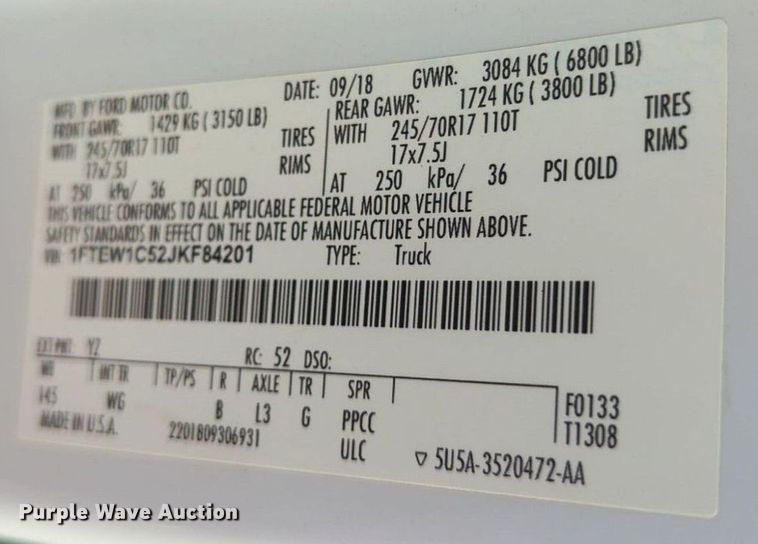 MFD. BY FORD MOTOR CO. DATE: 09/18 GVWR: 3084 KG ( 6800 LB)
FRONT GAWR: 1429 KG ( 3150 LB) REAR GAWR: 1724 KG ( 3800 LB)
WITH 245/70R17 110T TIRES WITH 245/70R17 110T TIRES
17x7.5J RIMS 17x7.5J RIMS
AT 250 kPa/ 36 PSI COLD AT 250 kPa/ 36 PSI COLD
THIS VEHICLE CONFORMS TO ALL APPLICABLE FEDERAL MOTOR VEHICLE
SAFETY STANDARDS IN EFFECT ON THE DATE OF MANUFACTURE SHOWN ABOVE.
VIN: 1FTEW1C52JKF84201 TYPE: Truck
EXT PNT: YZ RC: 52 DSO:
WB INT TR TP/PS R AXLE TR SPR
145 WG B L3 G PPCC F0133
MADE IN U.S.A. 2201809306931 ULC T1308
▽ 5U5A-3520472-AA
Purple Wave Auction